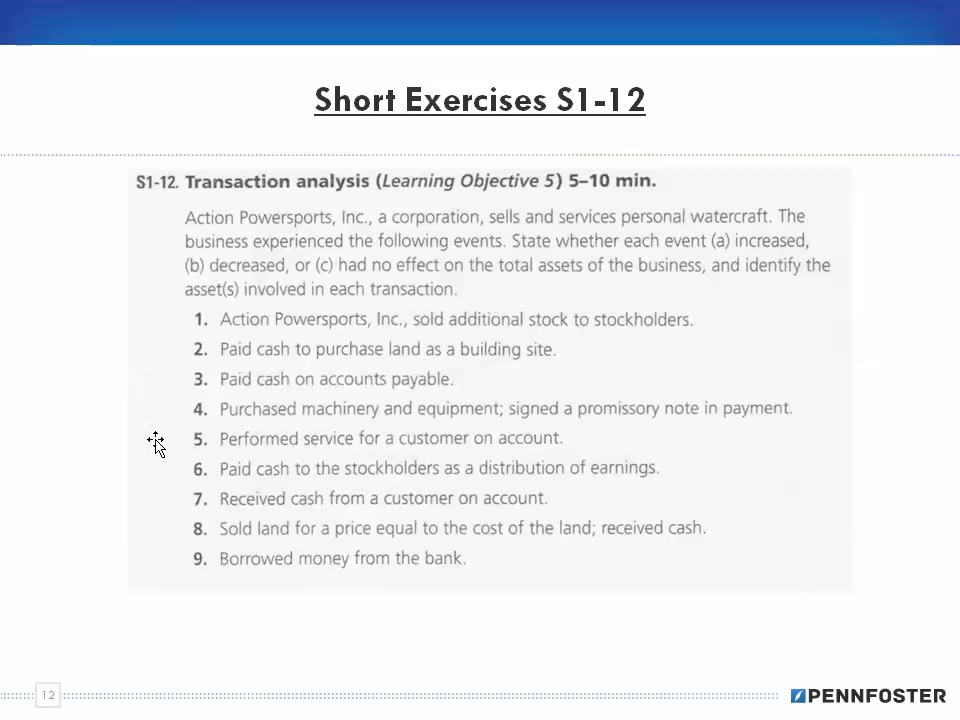 Short Exercises S1-12
S1-12. Transaction analysis (Learning Objective 5) 5–10 min.
Action Powersports, Inc., a corporation, sells and services personal watercraft. The
business experienced the following events. State whether each event (a) increased,
(b) decreased, or (c) had no effect on the total assets of the business, and identify the
asset(s) involved in each transaction.
1. Action Powersports, Inc., sold additional stock to stockholders.
2. Paid cash to purchase land as a building site.
3. Paid cash on accounts payable.
4. Purchased machinery and equipment; signed a promissory note in payment.
5. Performed service for a customer on account.
6. Paid cash to the stockholders as a distribution of earnings.
7. Received cash from a customer on account.
8. Sold land for a price equal to the cost of the land; received cash.
9. Borrowed money from the bank.
12
PENNFOSTER